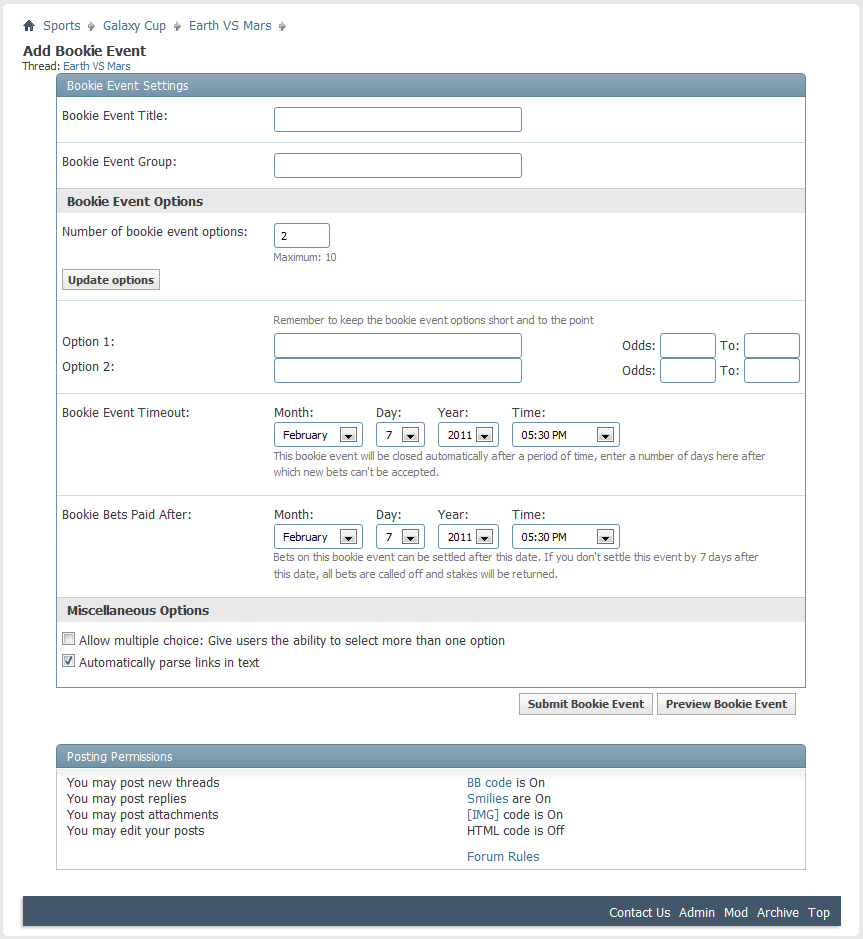 Sports Galaxy Cup Earth VS Mars
Add Bookie Event
Thread: Earth VS Mars
Bookie Event Settings
Bookie Event Title:
Bookie Event Group:
Bookie Event Options
Number of bookie event options: 2
Maximum: 10
Update options
Remember to keep the bookie event options short and to the point
Option 1: Odds: To:
Option 2: Odds: To:
Bookie Event Timeout: Month: Day: Year: Time:
February 7 2011 05:30 PM
This bookie event will be closed automatically after a period of time, enter a number of days here after
which new bets can't be accepted.
Bookie Bets Paid After: Month: Day: Year: Time:
February 7 2011 05:30 PM
Bets on this bookie event can be settled after this date. If you don't settle this event by 7 days after
this date, all bets are called off and stakes will be returned.
Miscellaneous Options
Allow multiple choice: Give users the ability to select more than one option
Automatically parse links in text
Submit Bookie Event Preview Bookie Event
Posting Permissions
You may post new threads
You may post replies
You may post attachments
You may edit your posts
BB code is On
Smilies are On
[IMG] code is On
HTML code is Off
Forum Rules
Contact Us Admin Mod Archive Top